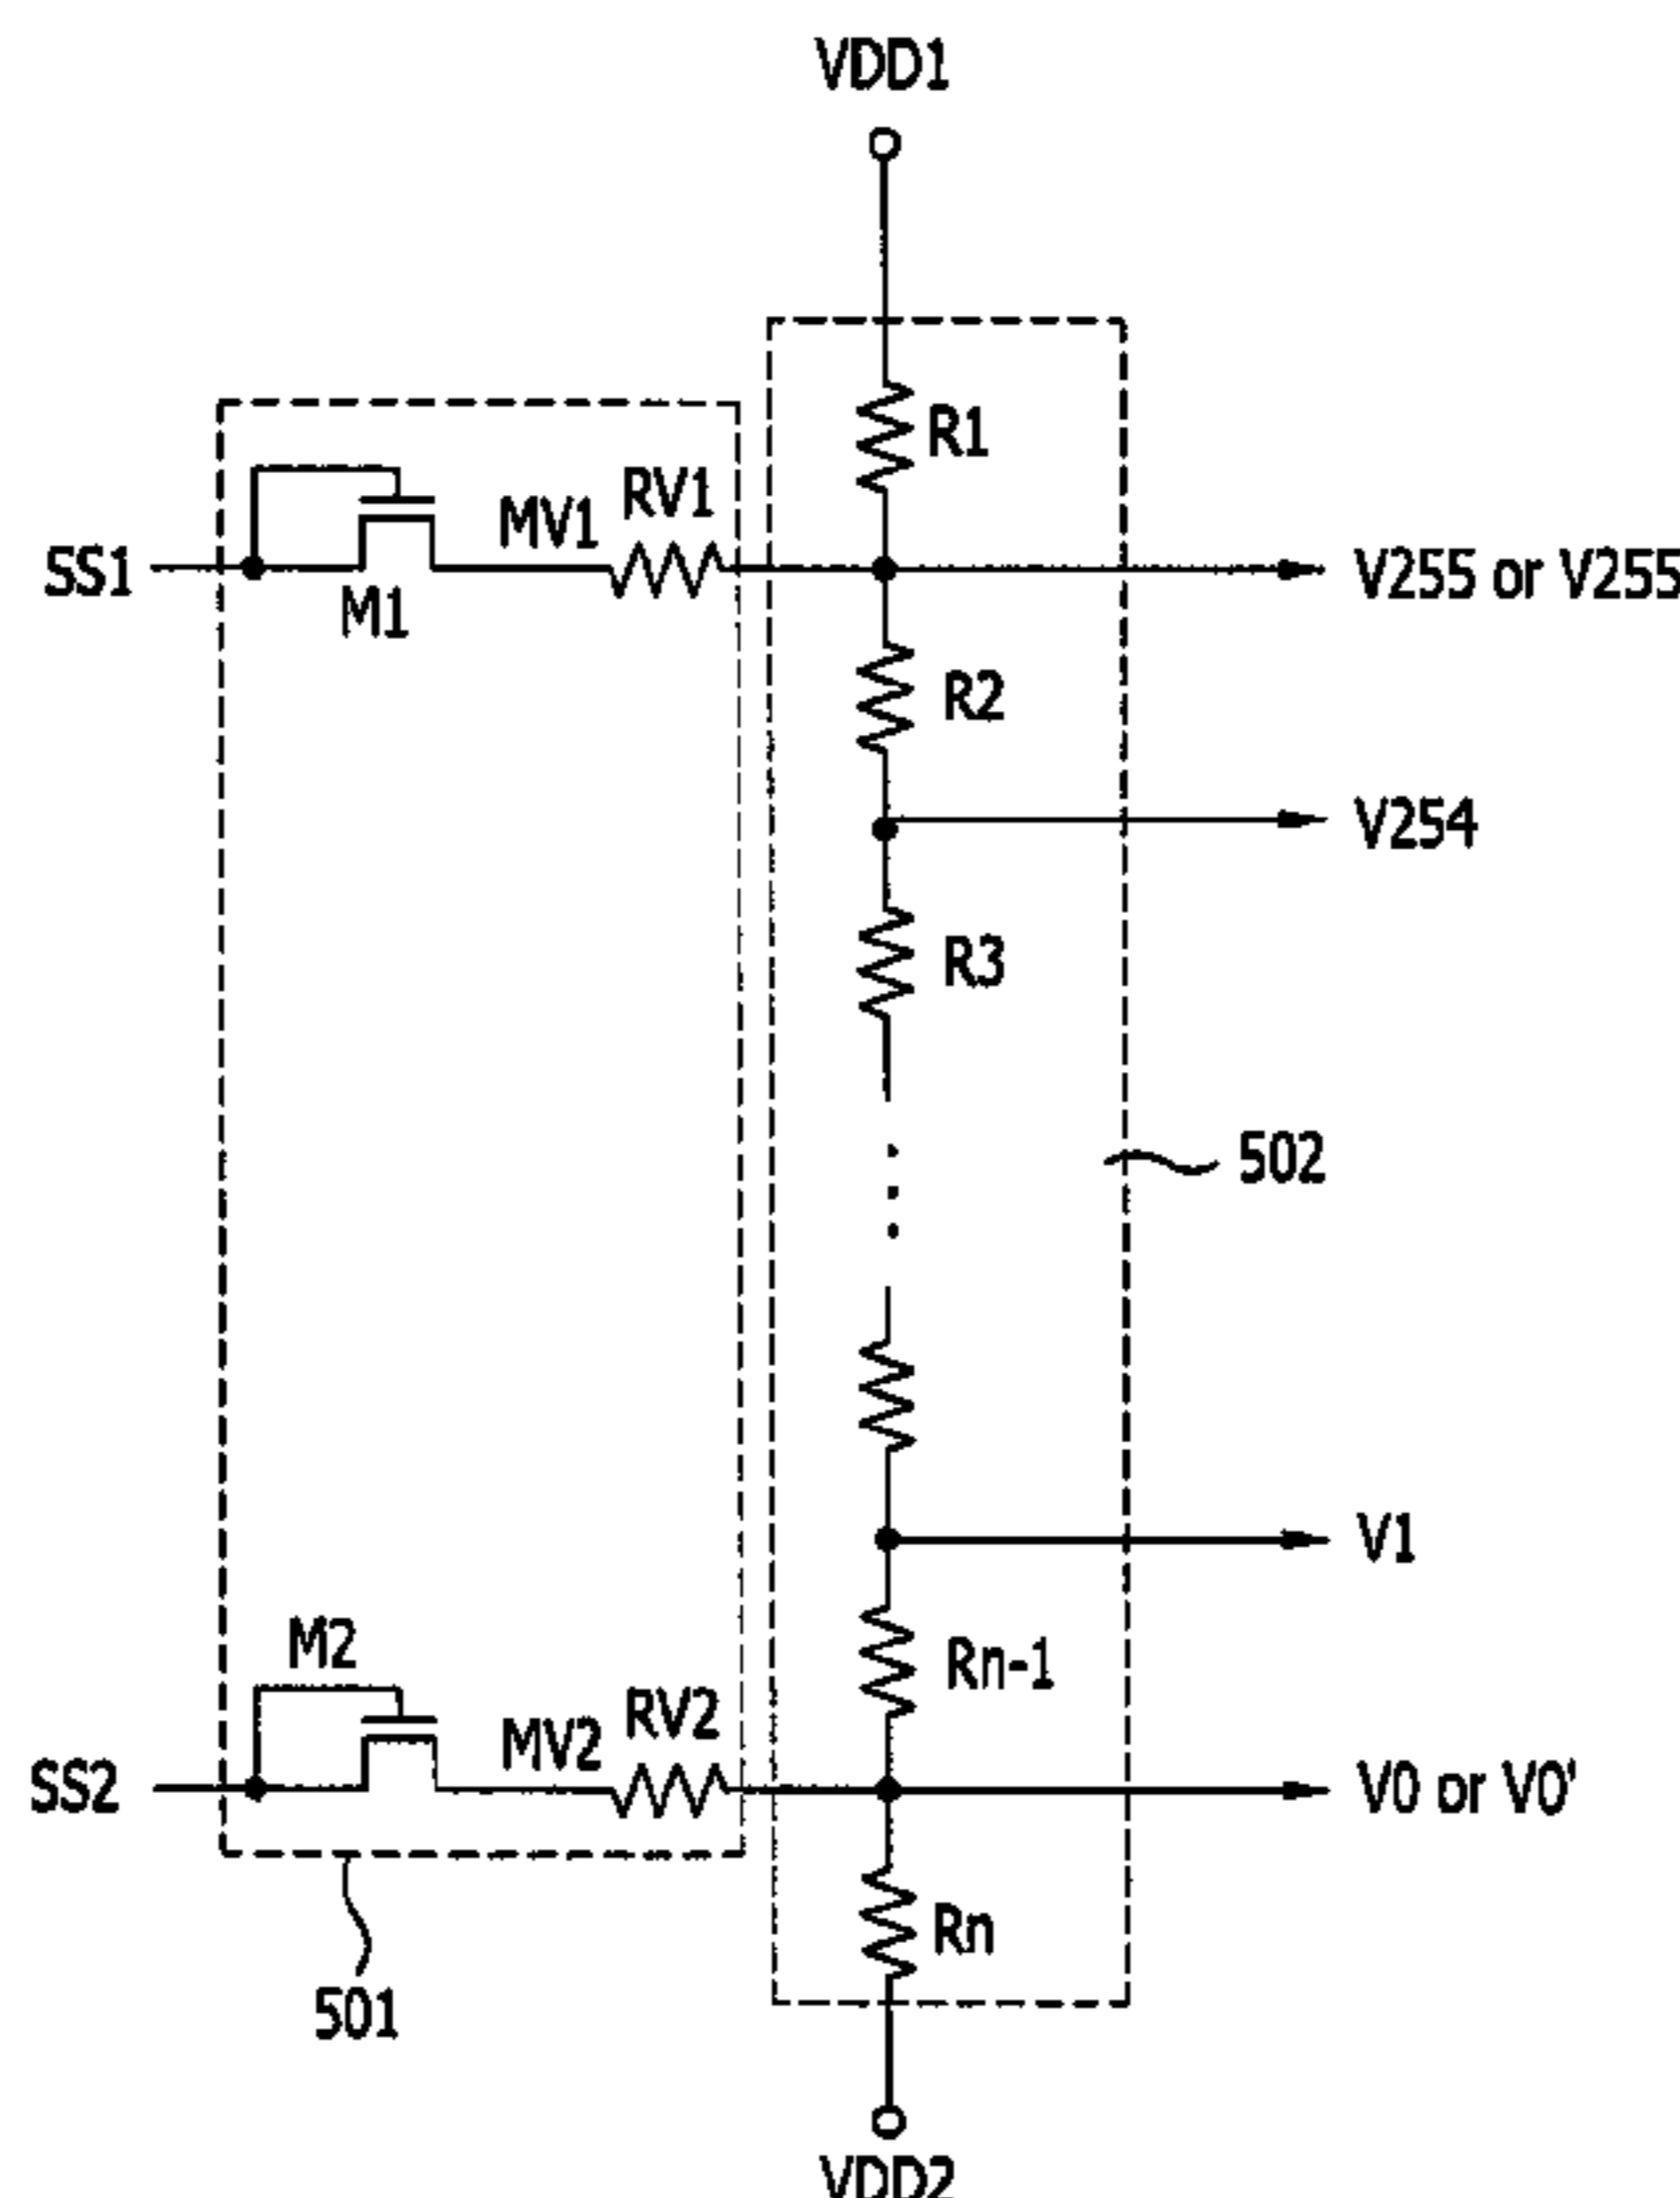 VDD1
R1
RV1
MV1
SS1
M1
V255 or V255
R2
V254
R3
502
V1
M2
Rn-1
RV2
MV2
SS2
V0 or V0'
Rn
501
VDD2